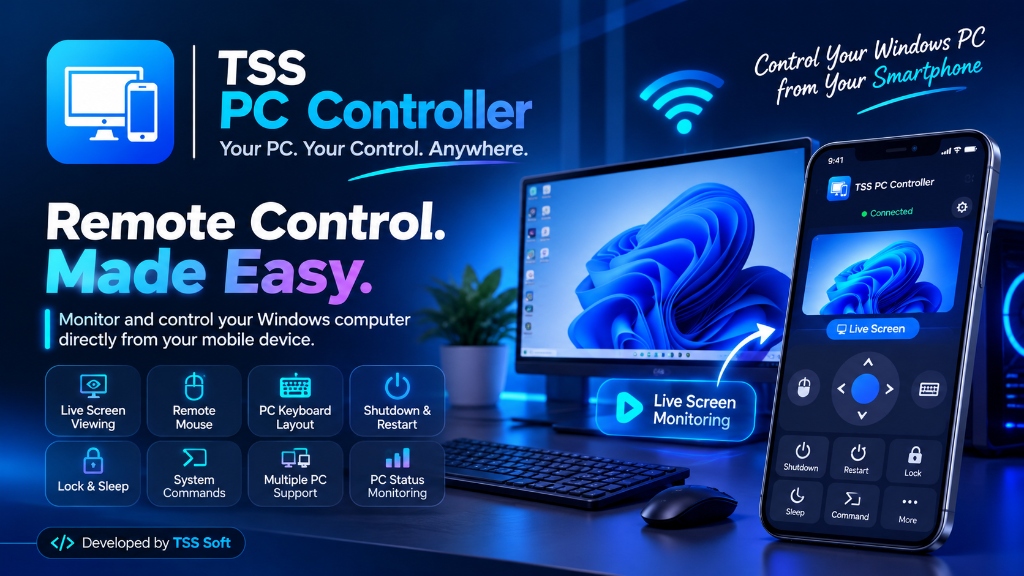 TSS
PC Controller
Your PC. Your Control. Anywhere.
Control Your Windows PC
from Your Smartphone
Remote Control.
Made Easy.
Monitor and control your Windows computer
directly from your mobile device.
Live Screen
Viewing
Remote
Mouse
PC Keyboard
Layout
Shutdown &
Restart
Lock & Sleep
System
Commands
Multiple PC
Support
PC Status
Monitoring
</> Developed by TSS Soft
Live Screen
Monitoring
9:41
TSS PC Controller
Connected
Live Screen
Shutdown
Restart
Lock
Sleep
Command
More